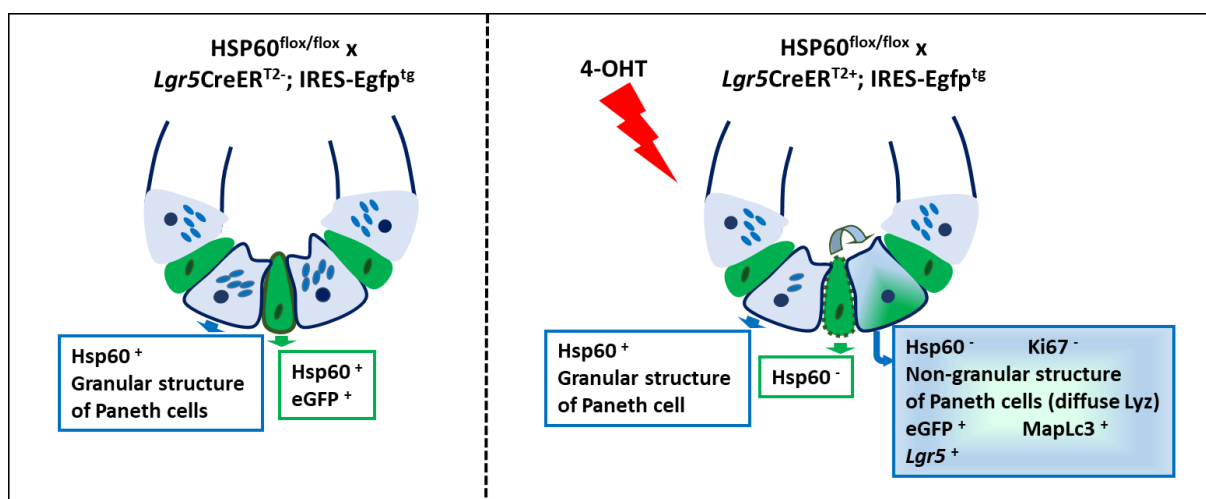 HSP60flox/flox x
Lgr5CreERT2-; IRES-Egfptg
Hsp60 +
Granular structure
of Paneth cells
Hsp60 +
eGFP +
HSP60flox/flox x
Lgr5CreERT2+; IRES-Egfptg
4-OHT
Hsp60 +
Granular structure
of Paneth cell
Hsp60 -
Hsp60 - Ki67 -
Non-granular structure
of Paneth cells (diffuse Lyz)
eGFP + MapLc3 +
Lgr5 +